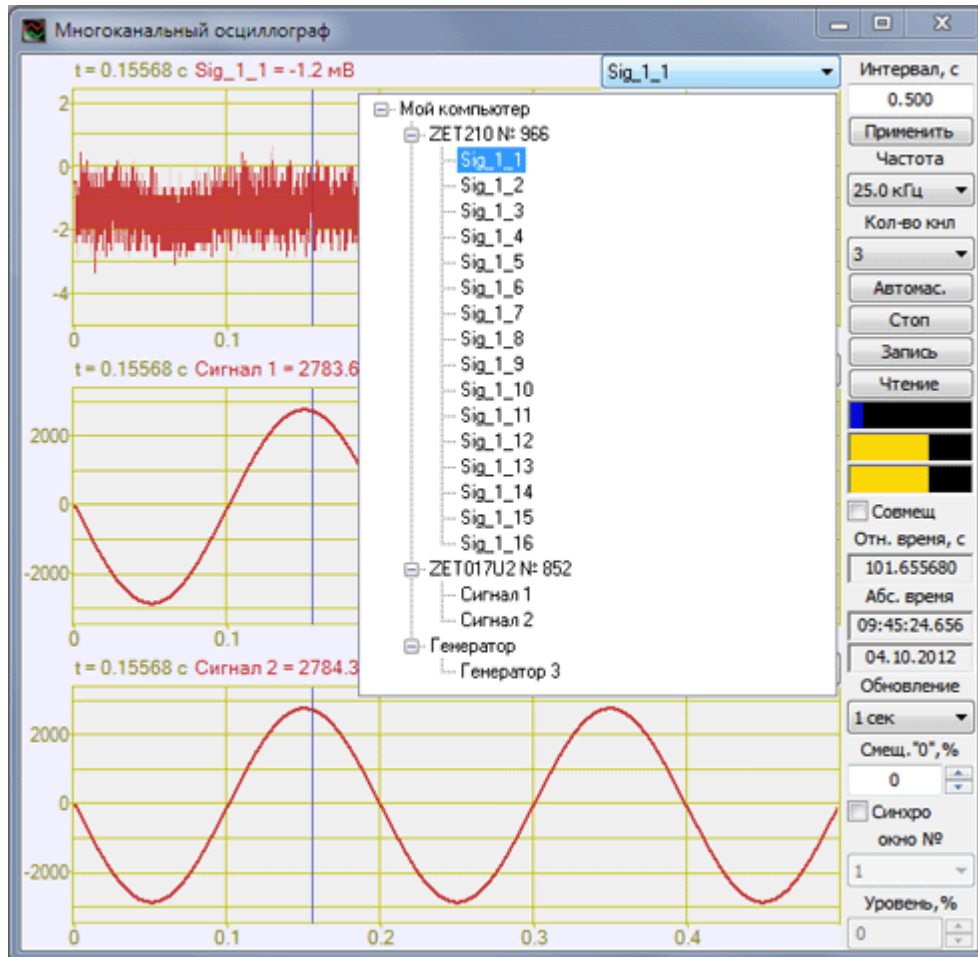 Многоканальный осциллограф
t = 0.15568 с Sig_1_1 = -1.2 мВ
Sig_1_1
2
0
-2
-4
0
0.1
Мой компьютер
ZET210 № 966
Sig_1_1
Sig_1_2
Sig_1_3
Sig_1_4
Sig_1_5
Sig_1_6
Sig_1_7
Sig_1_8
Sig_1_9
Sig_1_10
Sig_1_11
Sig_1_12
Sig_1_13
Sig_1_14
Sig_1_15
Sig_1_16
ZET017U2 № 852
Сигнал 1
Сигнал 2
Генератор
Генератор 3
t = 0.15568 с Сигнал 1 = 2783.6
2000
0
-2000
0
0.1
t = 0.15568 с Сигнал 2 = 2784.3
2000
0
-2000
0
0.1
0.2
0.3
0.4
Интервал, с
0.500
Применить
Частота
25.0 кГц
Кол-во кнл
3
Автомас.
Стоп
Запись
Чтение
Совмещ
Отн. время, с
101.655680
Абс. время
09:45:24.656
04.10.2012
Обновление
1 сек
Смещ."0",%
0
Синхро
окно №
1
Уровень,%
0